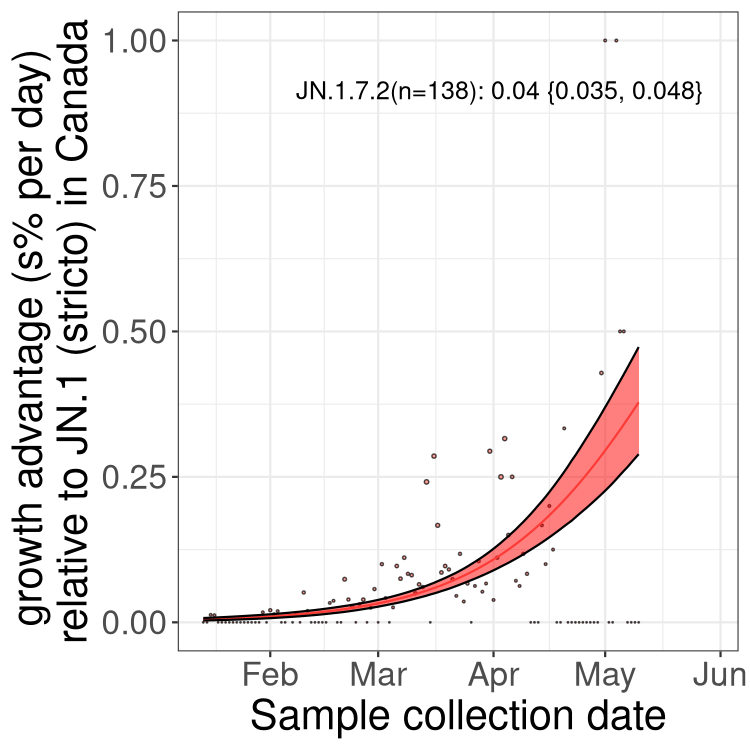 growth advantage (s% per day)
relative to JN.1 (stricto) in Canada
1.00
0.75
0.50
0.25
0.00
JN.1.7.2(n=138): 0.04 {0.035, 0.048}
Feb Mar Apr May Jun
Sample collection date